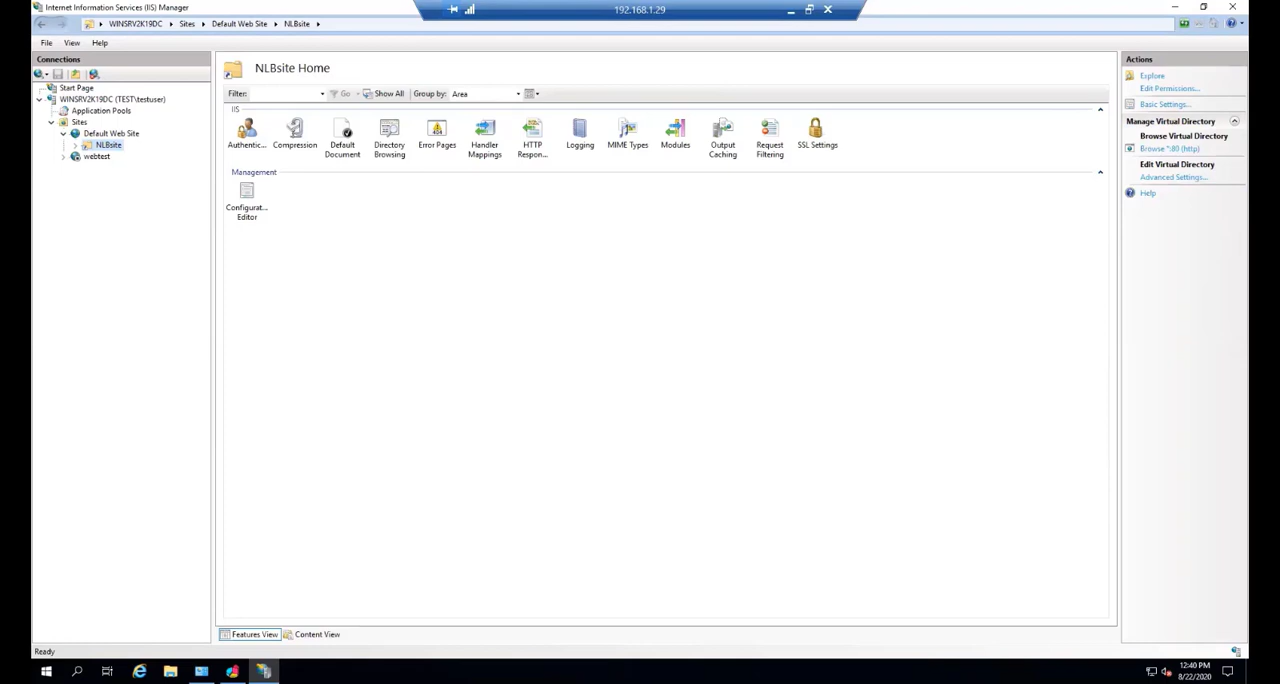 Internet Information Services (IIS) Manager
192.168.1.29
WINSRV2K19DC
Sites
Default Web Site
NLBsite
File
View
Help
Connections
Start Page
WINSRV2K19DC (TEST\testuser)
Application Pools
Sites
Default Web Site
NLBsite
webtest
NLBsite Home
Filter:
Go
Show All
Group by: Area
IIS
Authentic...
Compression
Default
Document
Directory
Browsing
Error Pages
Handler
Mappings
HTTP
Respon...
Logging
MIME Types
Modules
Output
Caching
Request
Filtering
SSL Settings
Management
Configurat...
Editor
Features View
Content View
Actions
Explore
Edit Permissions...
Basic Settings...
Manage Virtual Directory
Browse Virtual Directory
Browse *:80 (http)
Edit Virtual Directory
Advanced Settings...
Help
Ready
12:40 PM
8/22/2020